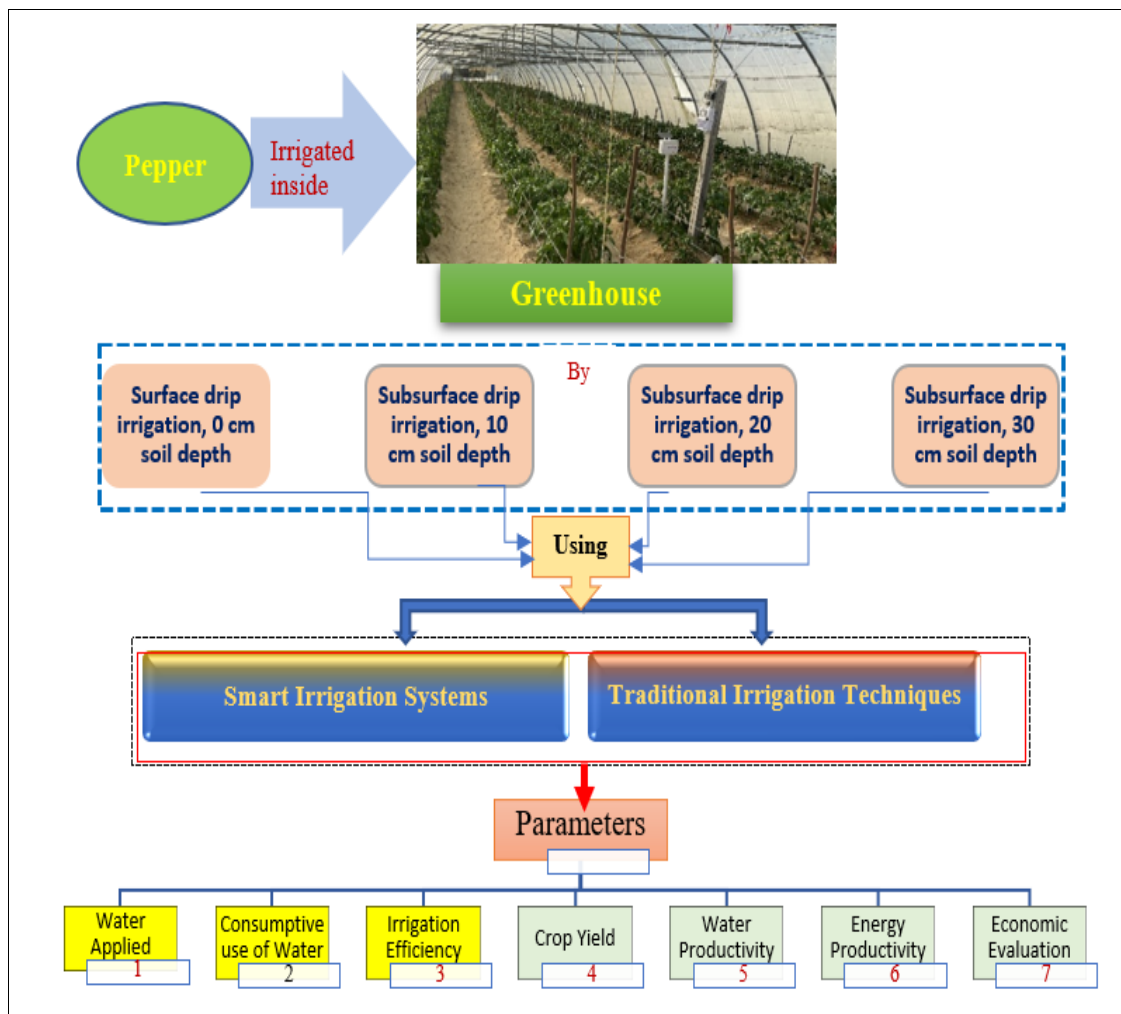 Pepper
Irrigated
inside
Greenhouse
By
Surface drip
irrigation, 0 cm
soil depth
Subsurface drip
irrigation, 10
cm soil depth
Subsurface drip
irrigation, 20
cm soil depth
Subsurface drip
irrigation, 30
cm soil depth
Using
Smart Irrigation Systems
Traditional Irrigation Techniques
Parameters
Water
Applied
1
Consumptive
use of Water
2
Irrigation
Efficiency
3
Crop Yield
4
Water
Productivity
5
Energy
Productivity
6
Economic
Evaluation
7